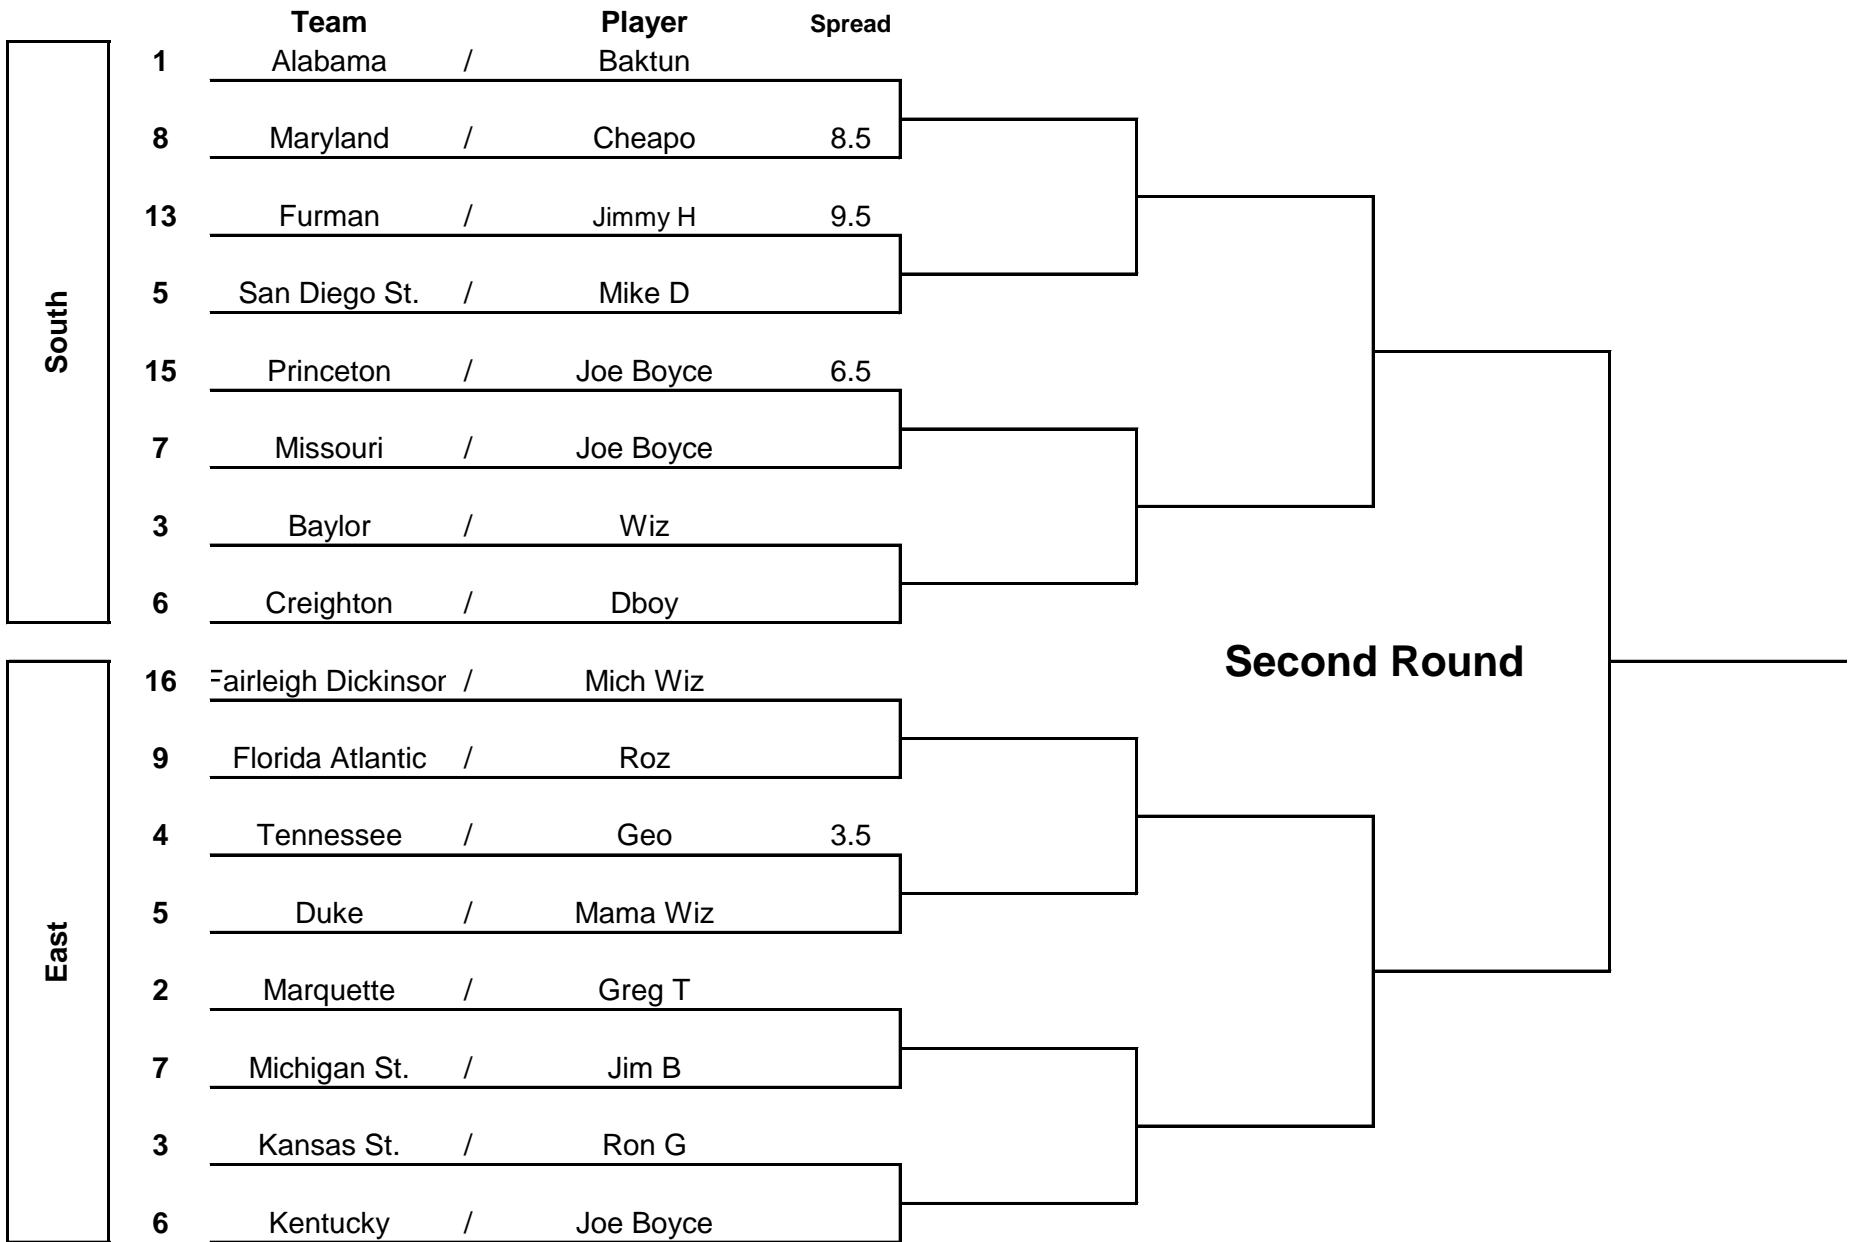 Team Player Spread
1 Alabama / Baktun
8 Maryland / Cheapo 8.5
13 Furman / Jimmy H 9.5
5 San Diego St. / Mike D
South
15 Princeton / Joe Boyce 6.5
7 Missouri / Joe Boyce
3 Baylor / Wiz
6 Creighton / Dboy
Second Round
16 Fairleigh Dickinson / Mich Wiz
9 Florida Atlantic / Roz
4 Tennessee / Geo 3.5
5 Duke / Mama Wiz
East
2 Marquette / Greg T
7 Michigan St. / Jim B
3 Kansas St. / Ron G
6 Kentucky / Joe Boyce